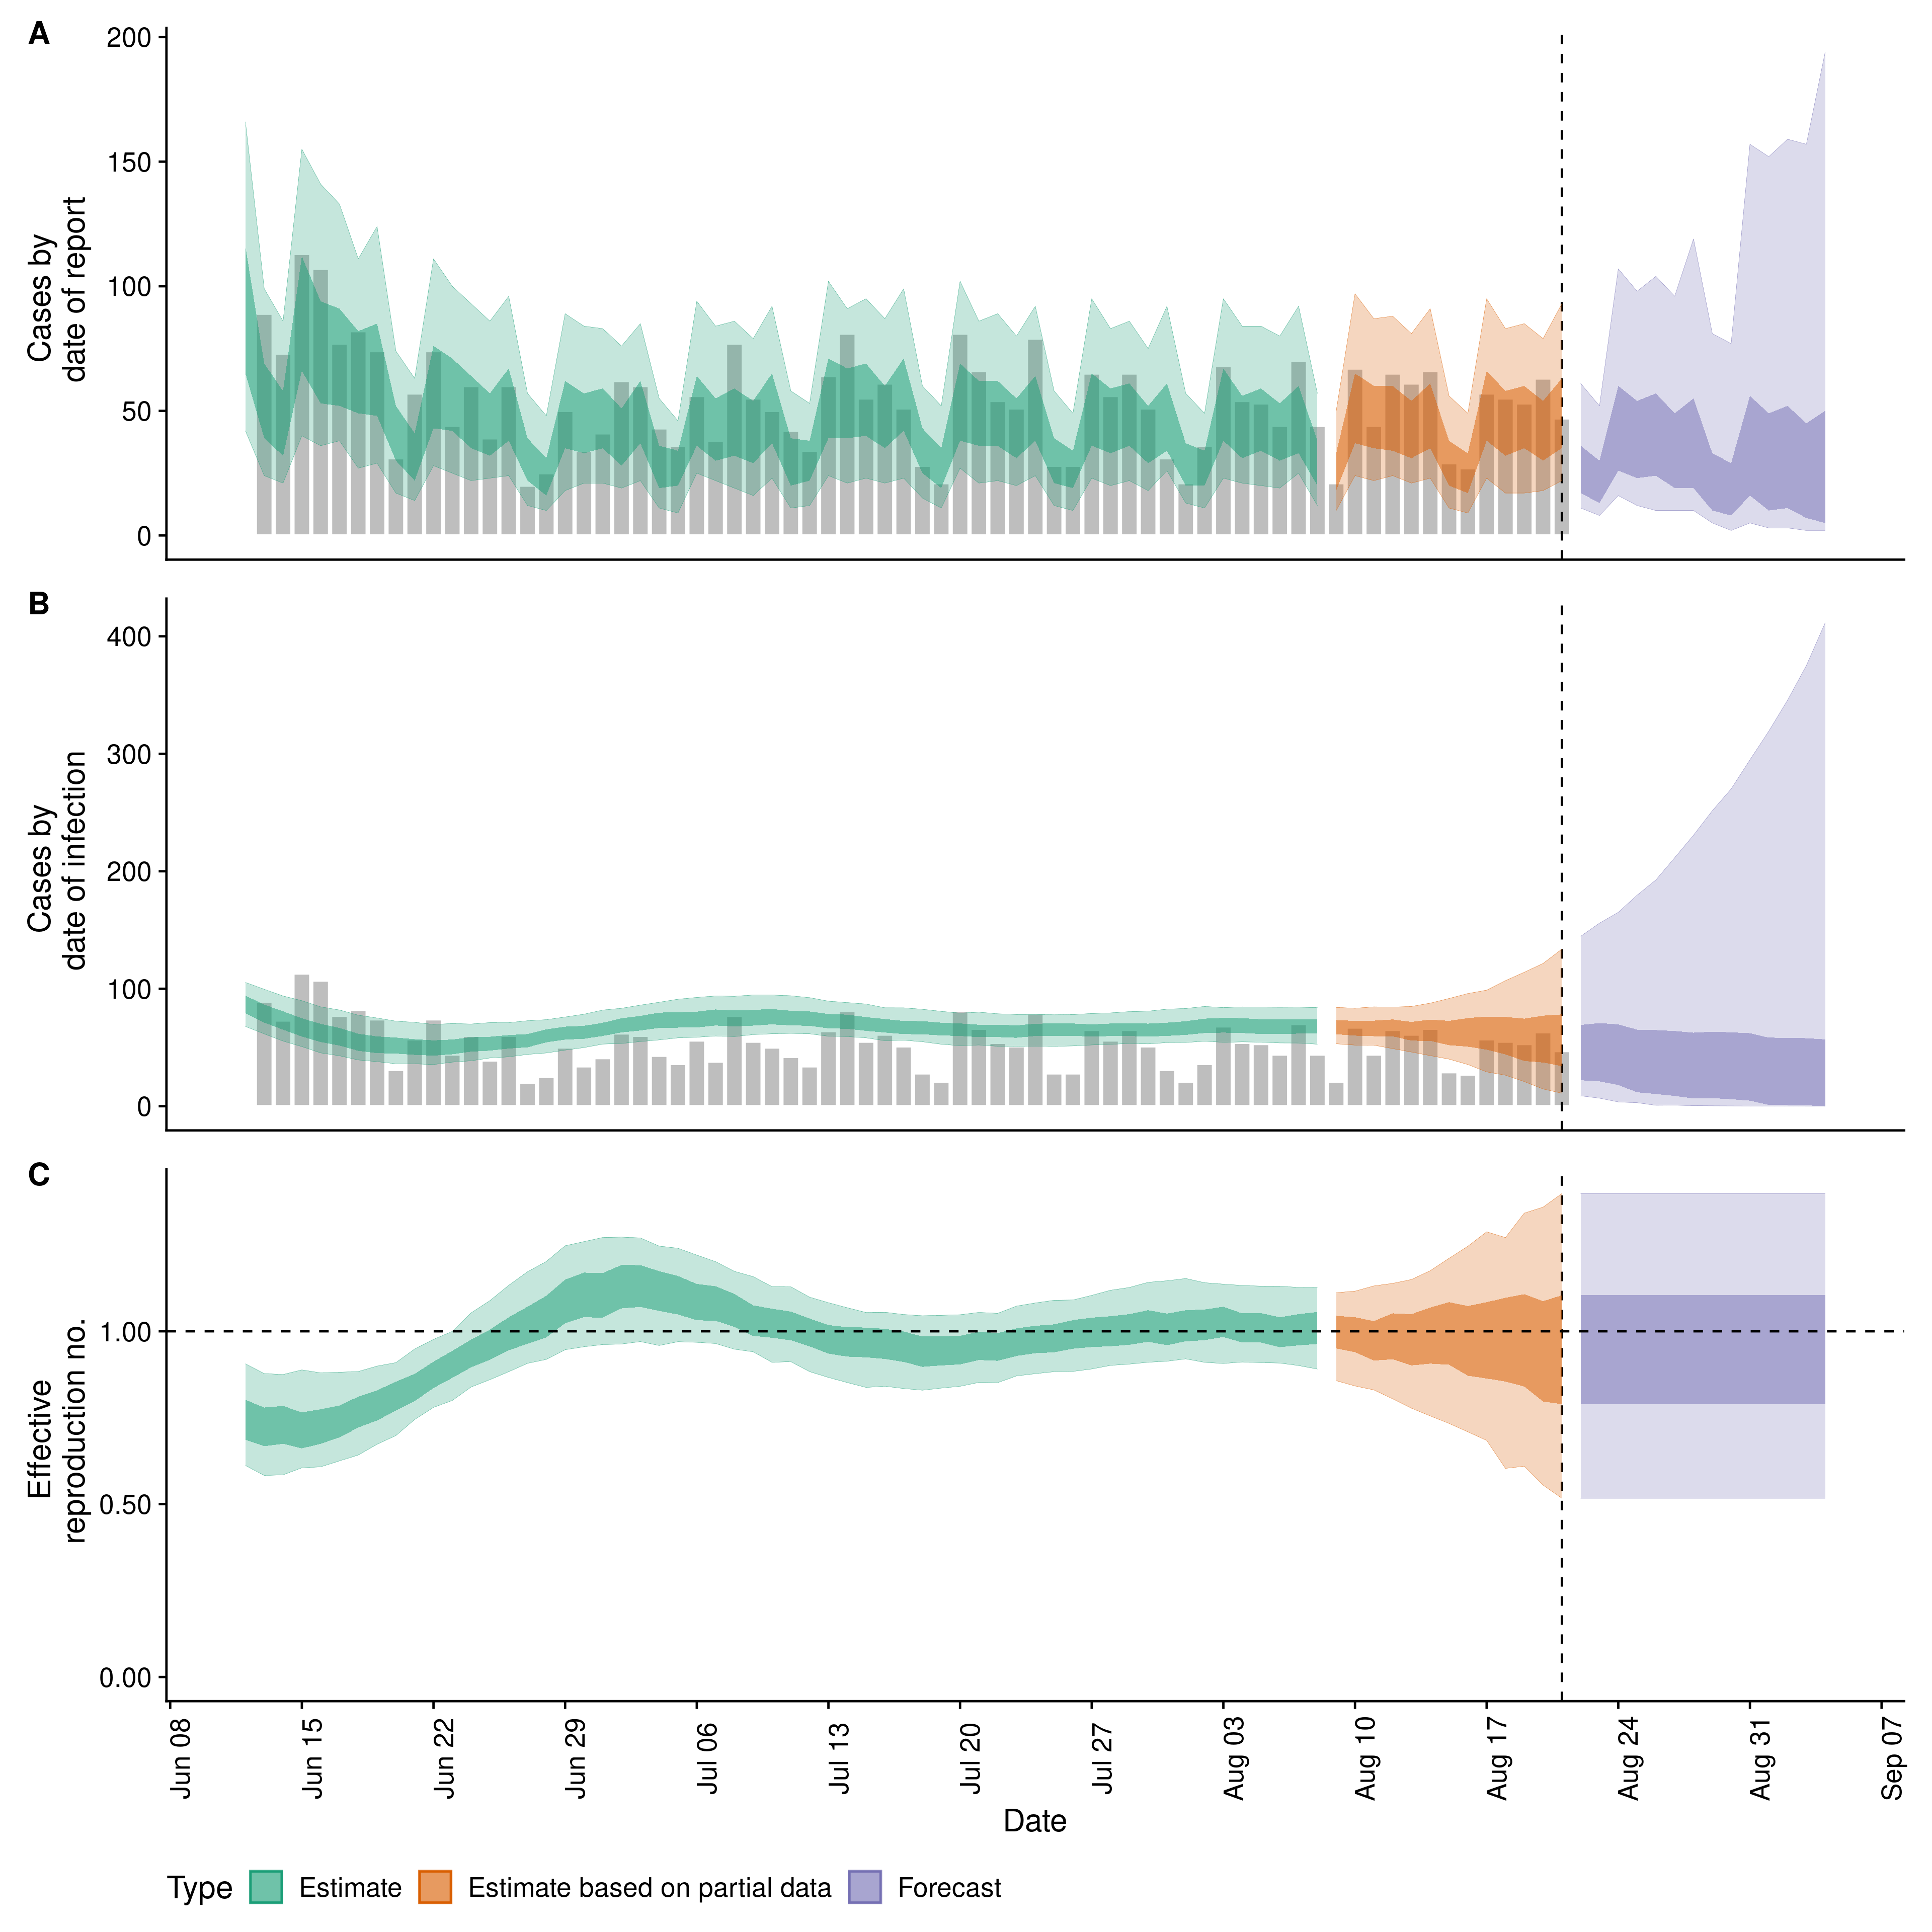 A
200
150
100
50
0
Cases by
date of report
B
400
300
200
100
0
Cases by
date of infection
C
1.00
0.50
0.00
Effective
reproduction no.
Jun 08
Jun 15
Jun 22
Jun 29
Jul 06
Jul 13
Jul 20
Jul 27
Aug 03
Aug 10
Aug 17
Aug 24
Aug 31
Sep 07
Date
Type Estimate Estimate based on partial data Forecast